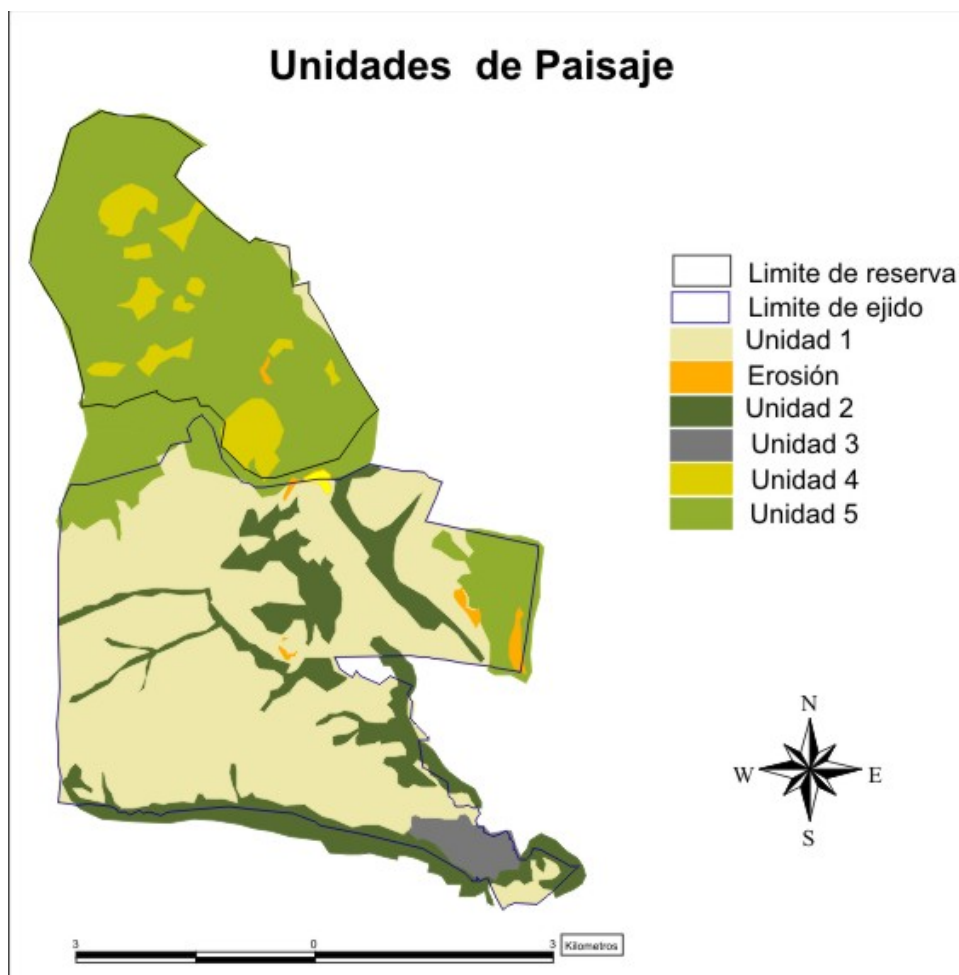 Unidades de Paisaje
Limite de reserva
Limite de ejido
Unidad 1
Erosión
Unidad 2
Unidad 3
Unidad 4
Unidad 5
N
W E
S
3 0 3 Kilometros